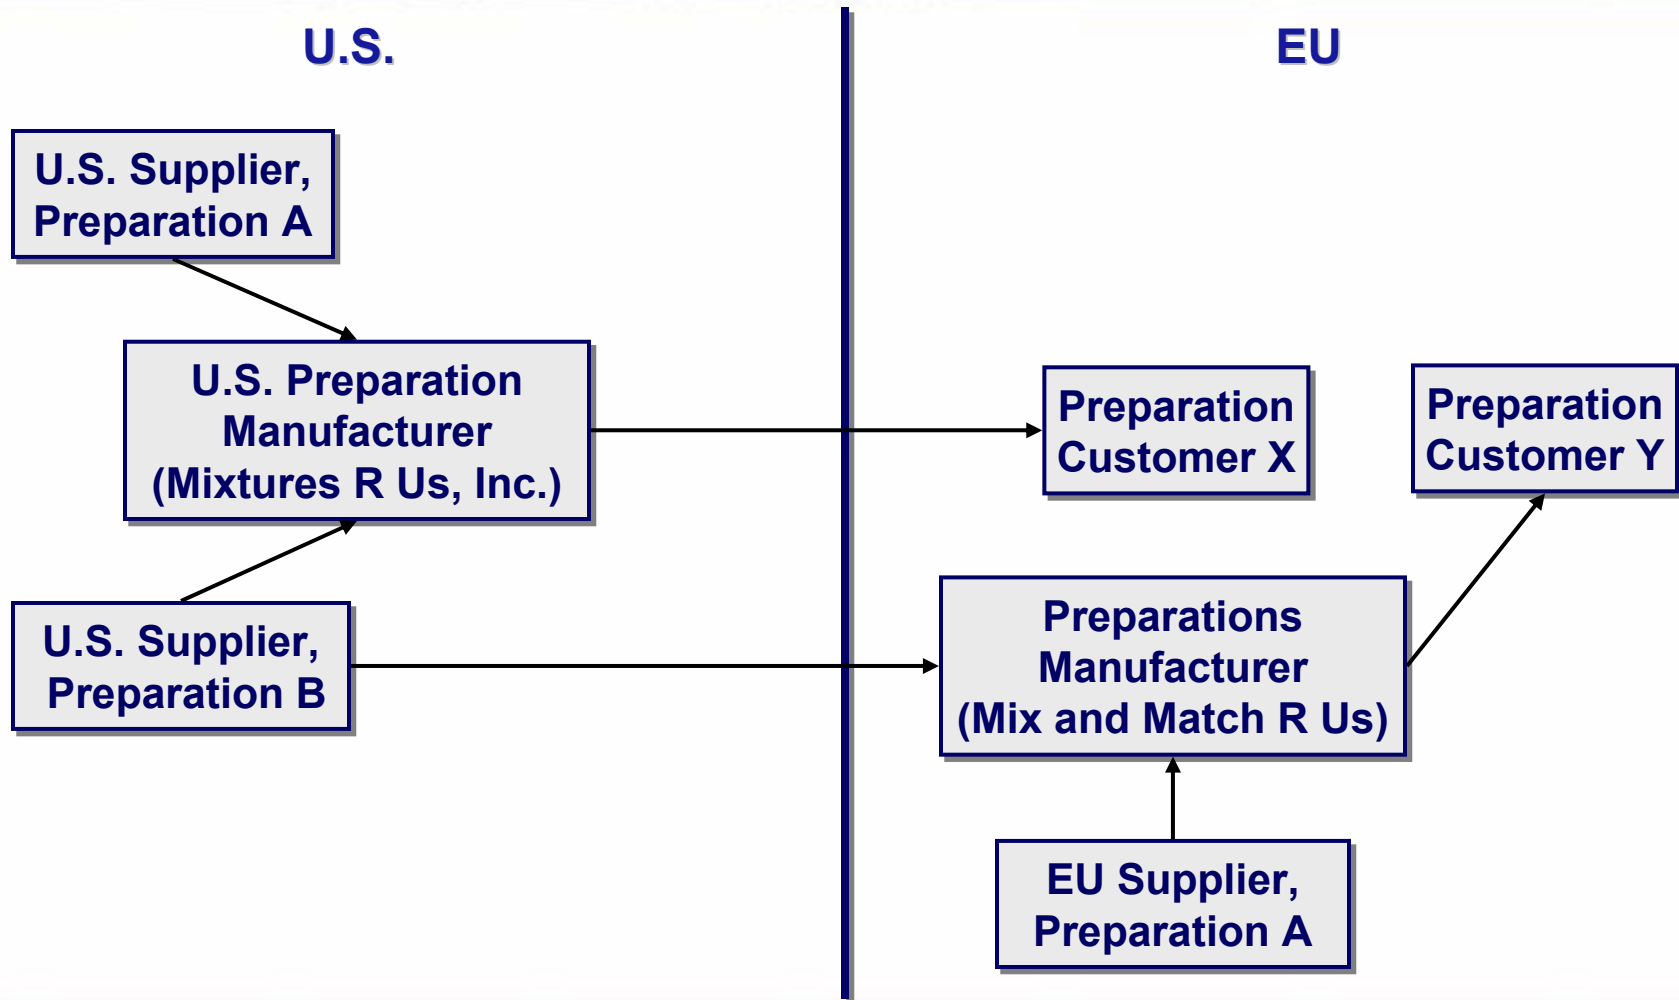 U.S.
EU
U.S. Supplier,
Preparation A
U.S. Preparation
Manufacturer
(Mixtures R Us, Inc.)
Preparation
Customer X
Preparation
Customer Y
U.S. Supplier,
Preparation B
Preparations
Manufacturer
(Mix and Match R Us)
EU Supplier,
Preparation A